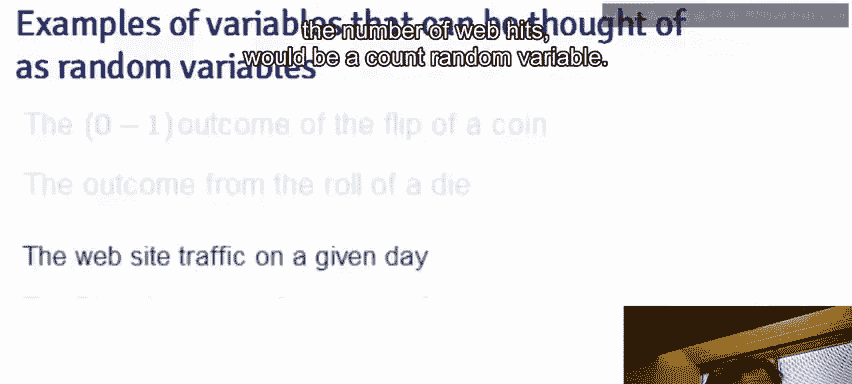 Examples of variables that can be thought of
as random variables
the number of web hits,
would be a count random variable.
The (0 − 1) outcome of the flip of a coin
The outcome from the roll of a die
The web site traffic on a given day